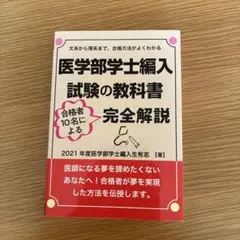 文系から理系まで、合格方法がよくわかる
医学部学士編入
試験の教科書
合格者
10名による
完全解説
2021年度医学部学士編入生有志 【著】
医師になる夢を諦めたくない
あなたへ!合格者が夢を実現
した方法を伝授します。